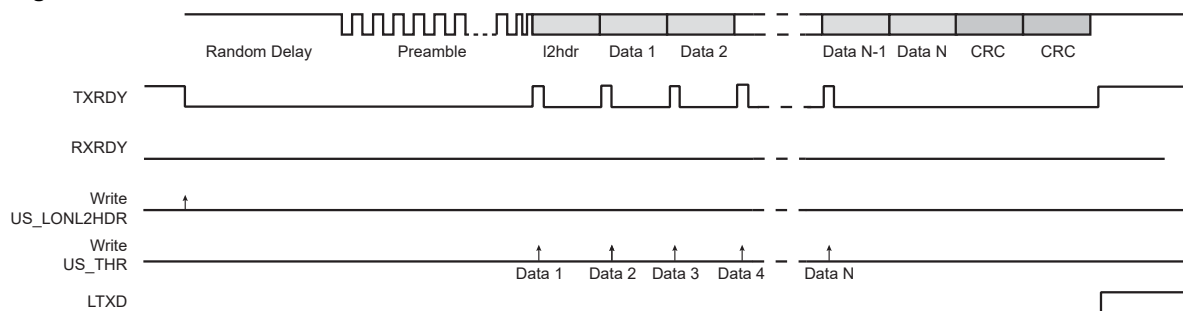 Random Delay Preamble l2hdr Data 1 Data 2 Data N-1 Data N CRC CRC
TXRDY
RXRDY
Write
US_LONL2HDR
Write
US_THR
Data 1 Data 2 Data 3 Data 4 Data N
LTXD